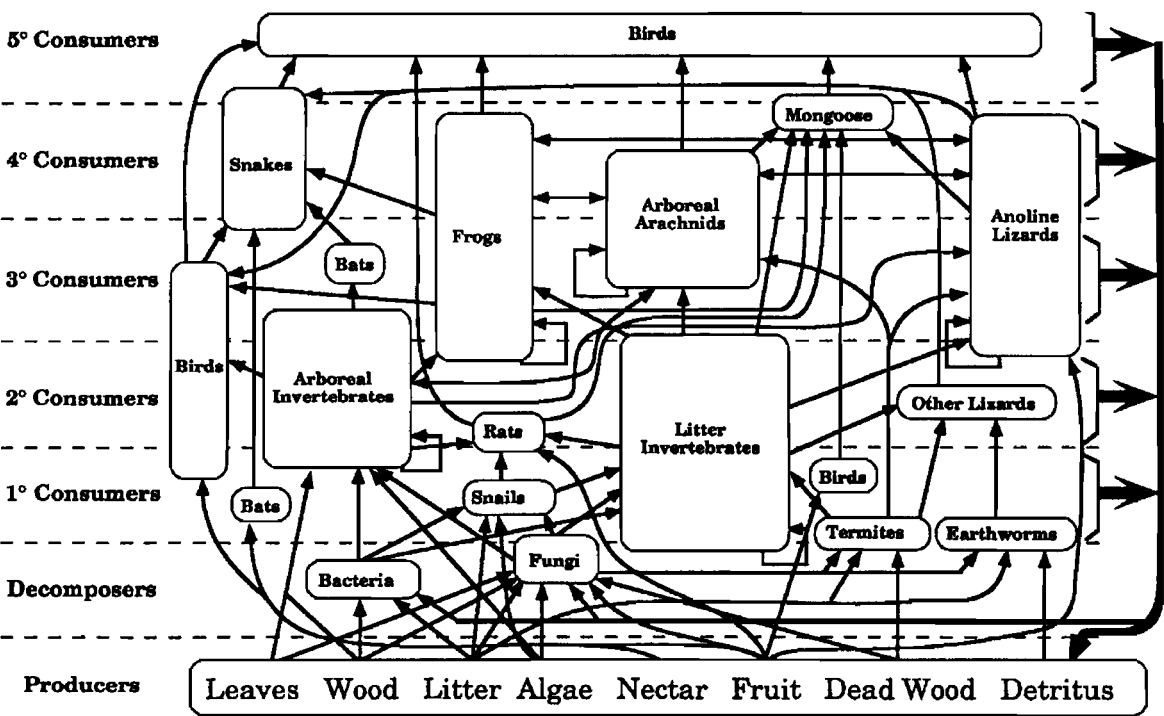 5° Consumers
Birds
4° Consumers
Mongoose
Snakes
Arboreal
Arachnids
Anoline
Lizards
Frogs
3° Consumers
Bats
Birds
Arboreal
Invertebrates
2° Consumers
Other Lizards
Rats
Litter
Invertebrates
1° Consumers
Birds
Snails
Bats
Termites
Earthworms
Fungi
Decomposers
Bacteria
Producers
Leaves Wood Litter Algae Nectar Fruit Dead Wood Detritus